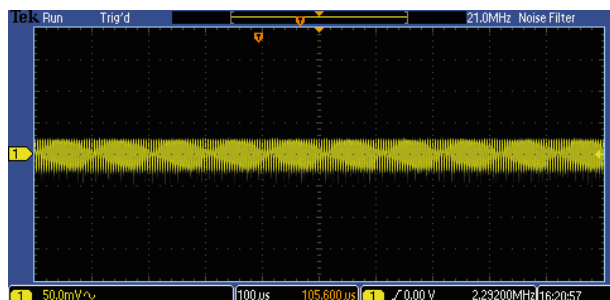 Tek Run Trig'd 21.0MHz Noise Filter
T
T
1
1 50.0mV 100 µs 105.600 µs 1 0.00 V 2.29200MHz 16:20:57